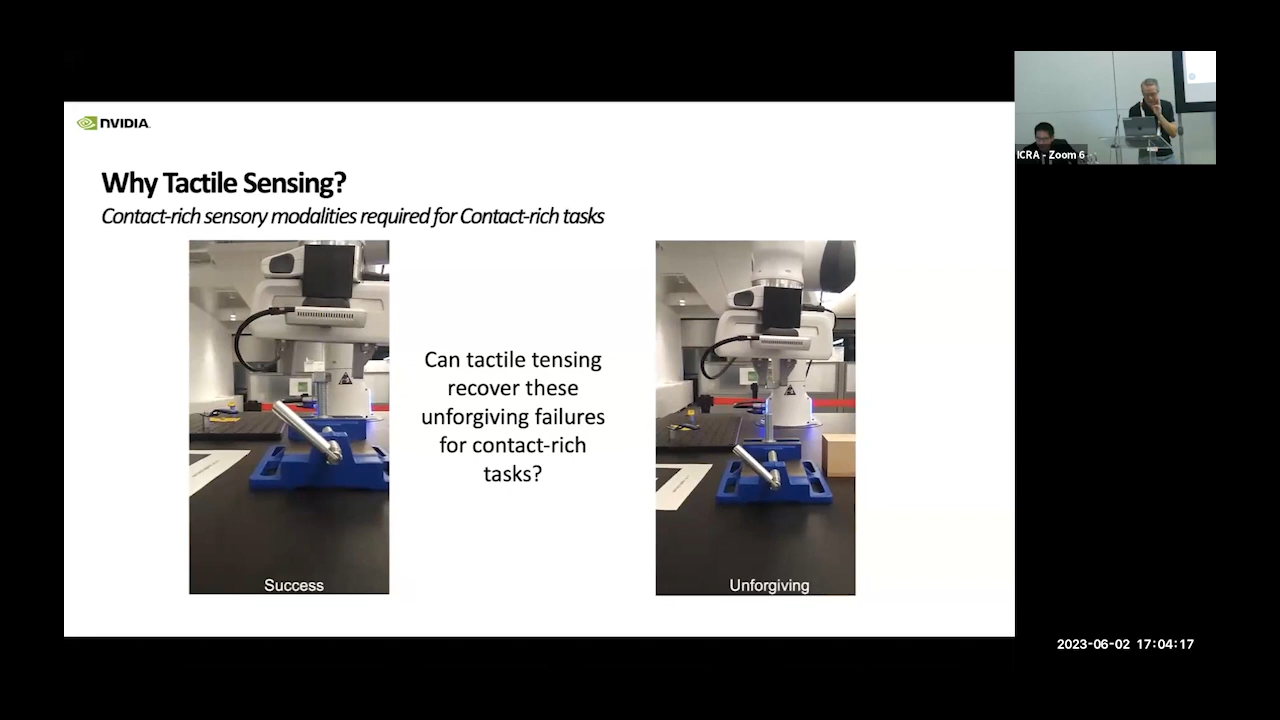 NVIDIA.
Why Tactile Sensing?
Contact-rich sensory modalities required for Contact-rich tasks
Can tactile tensing
recover these
unforgiving failures
for contact-rich
tasks?
Success
Unforgiving
ICRA - Zoom 6
2023-06-02 17:04:17